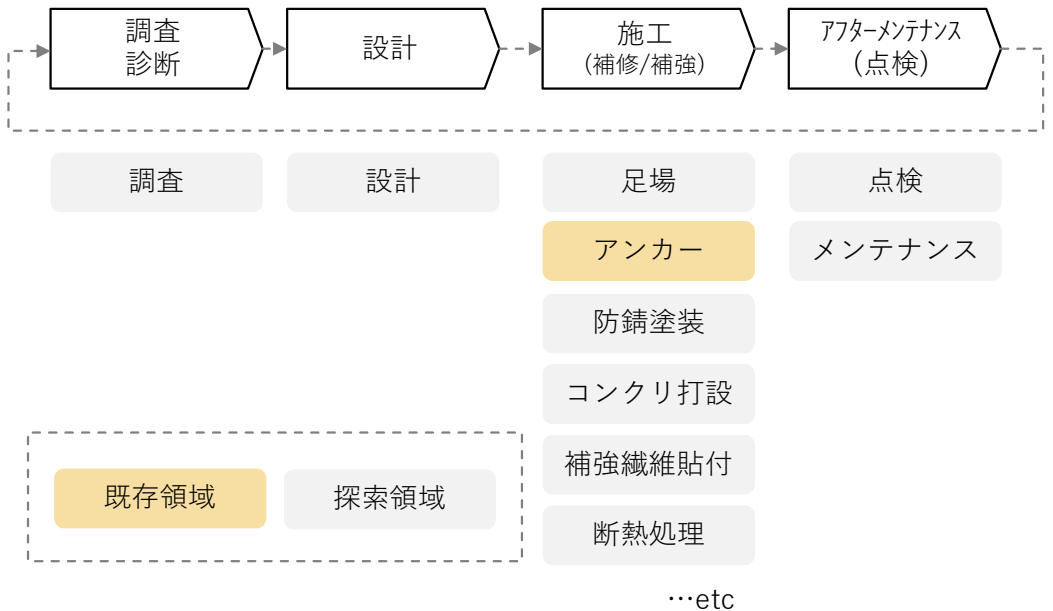 調査
診断
設計
施工
(補修/補強)
ｱﾌﾀｰﾒﾝﾃﾅﾝｽ
(点検)
調査
設計
足場
点検
アンカー
メンテナンス
防錆塗装
コンクリ打設
補強繊維貼付
断熱処理
…etc
既存領域
探索領域